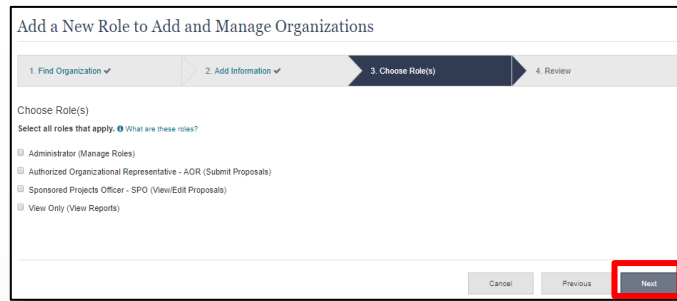 Add a New Role to Add and Manage Organizations
1. Find Organization ✔
2. Add Information ✔
3. Choose Role(s)
4. Review
Choose Role(s)
Select all roles that apply. What are these roles?
Administrator (Manage Roles)
Authorized Organizational Representative - AOR (Submit Proposals)
Sponsored Projects Officer - SPO (View/Edit Proposals)
View Only (View Reports)
Cancel
Previous
Next